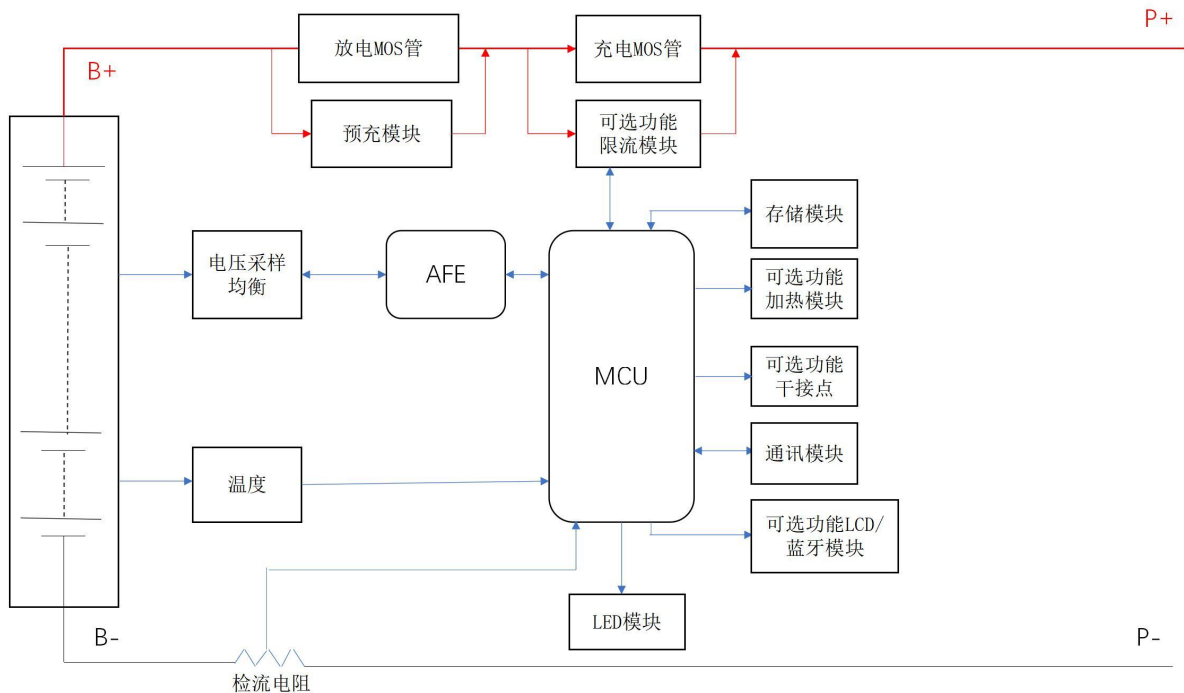 P+
放电MOS管
充电MOS管
B+
预充模块
可选功能
限流模块
存储模块
电压采样
均衡
AFE
可选功能
加热模块
MCU
可选功能
干接点
通讯模块
温度
可选功能LCD/
蓝牙模块
LED模块
B-
P-
检流电阻